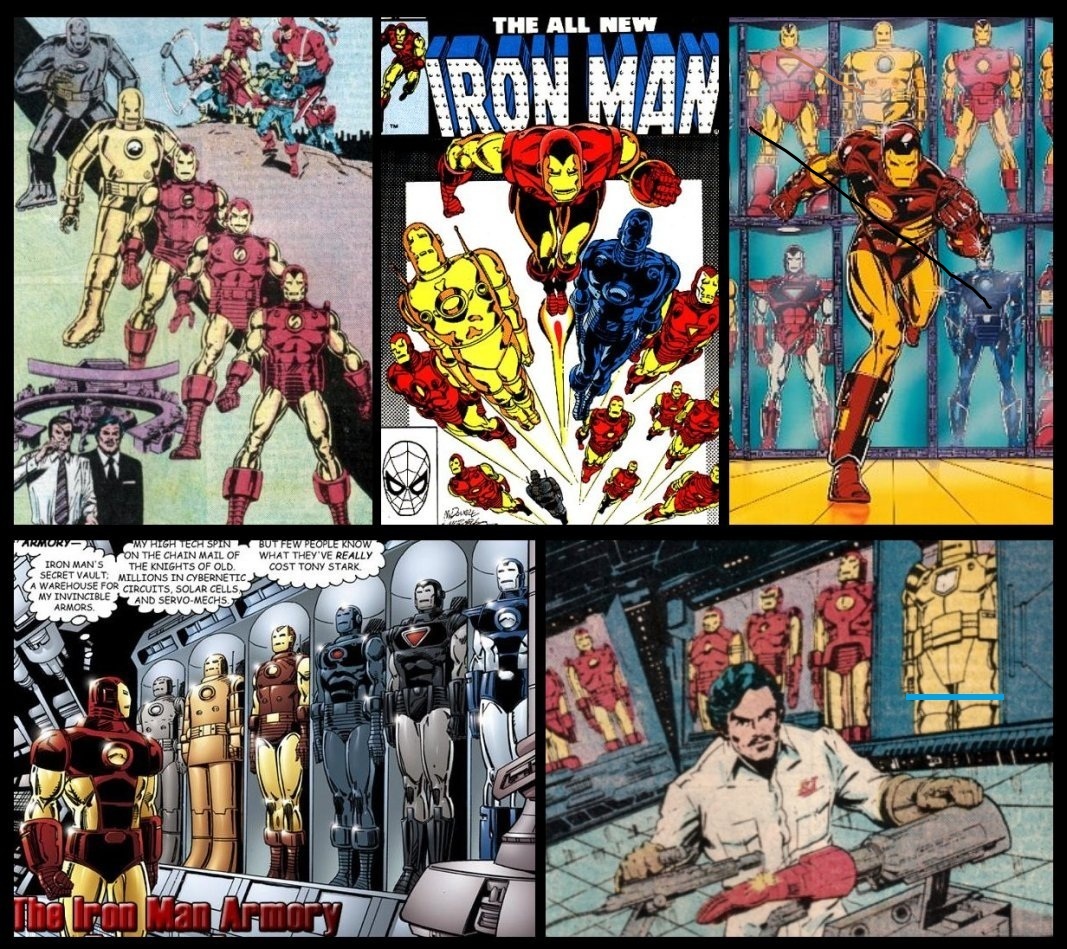 THE ALL NEW
IRON MAN
TM
ARMORY—
IRON MAN'S
SECRET VAULT;
A WAREHOUSE FOR
MY INVINCIBLE
ARMORS.
MY HIGH TECH SPIN
ON THE CHAIN MAIL OF
THE KNIGHTS OF OLD.
MILLIONS IN CYBERNETIC
CIRCUITS, SOLAR CELLS,
AND SERVO-MECHS.
BUT FEW PEOPLE KNOW
WHAT THEY'VE REALLY
COST TONY STARK.
The Iron Man Armory